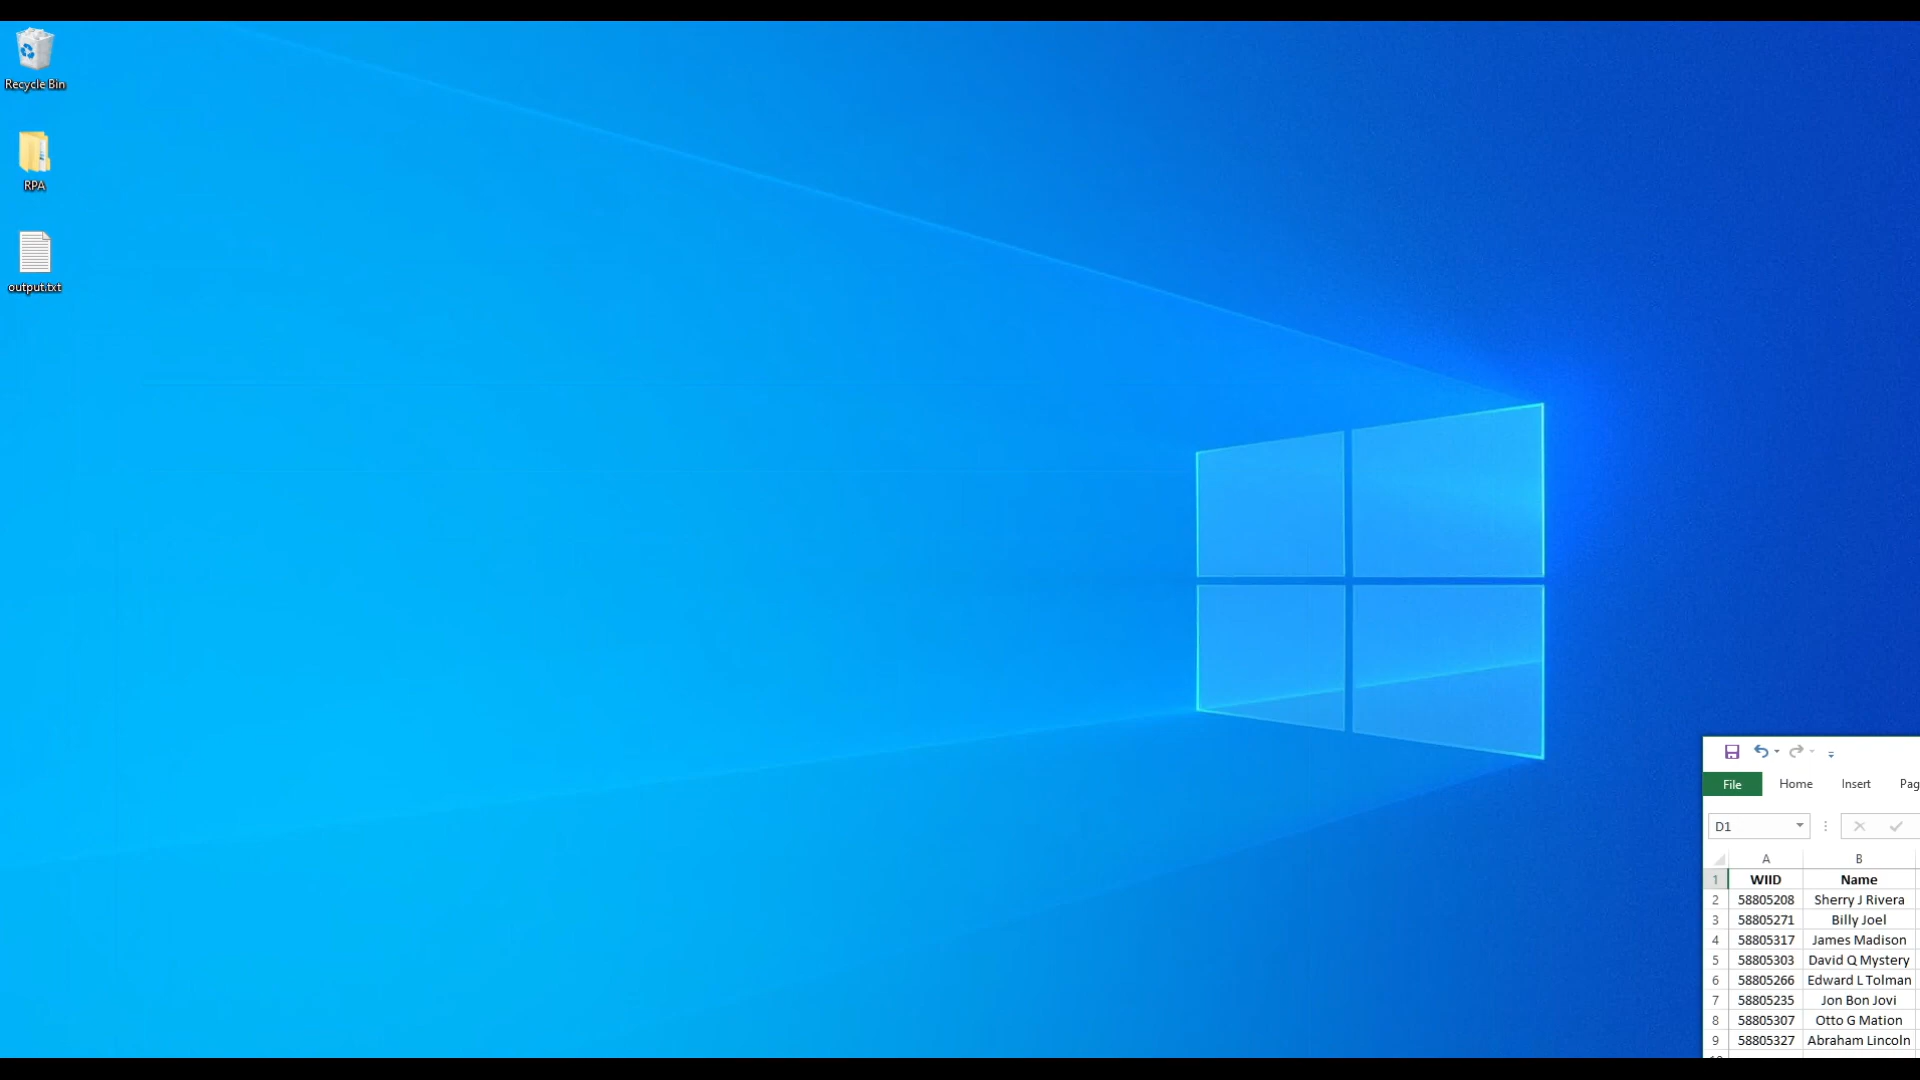 Recycle Bin
RPA
output.txt
File Home Insert Pag
D1
A B
1 WIID Name
2 58805208 Sherry J Rivera
3 58805271 Billy Joel
4 58805317 James Madison
5 58805303 David Q Mystery
6 58805266 Edward L Tolman
7 58805235 Jon Bon Jovi
8 58805307 Otto G Mation
9 58805327 Abraham Lincoln